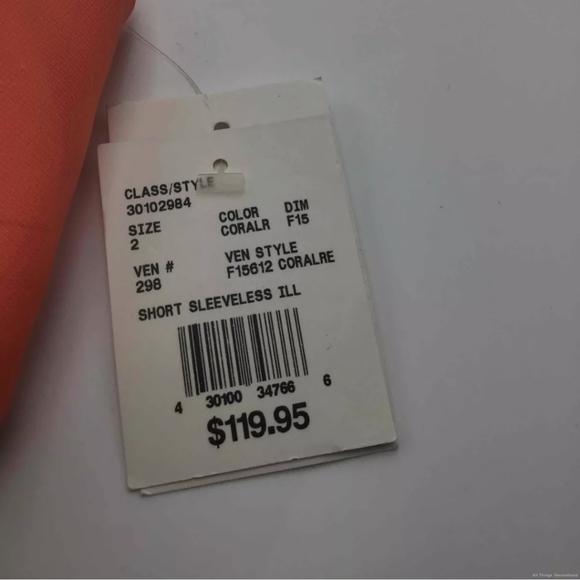 CLASS/STYLE
30102984
SIZE COLOR DIM
2 CORALR F15
VEN # VEN STYLE
298 F15612 CORALRE
SHORT SLEEVELESS ILL
4 30100 34766 6
$119.95